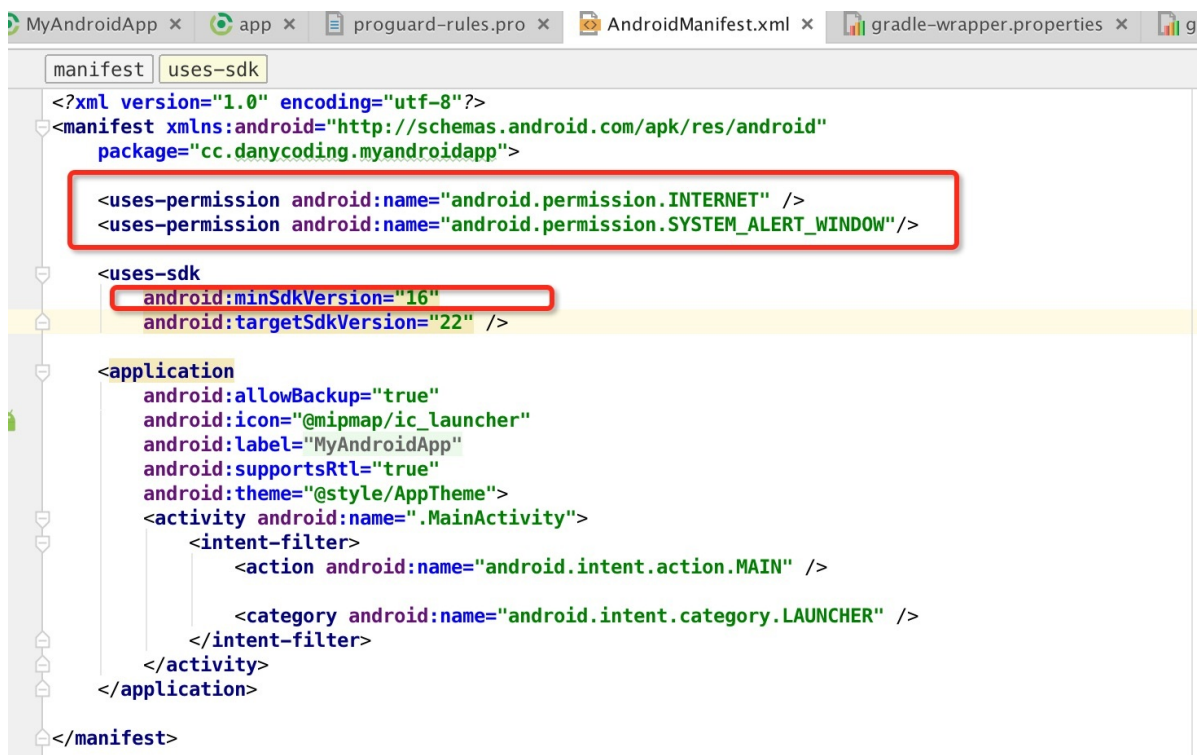 MyAndroidApp × app × proguard-rules.pro × AndroidManifest.xml × gradle-wrapper.properties × g
manifest uses-sdk
<?xml version="1.0" encoding="utf-8"?>
<manifest xmlns:android="http://schemas.android.com/apk/res/android"
package="cc.danycoding.myandroidapp">
<uses-permission android:name="android.permission.INTERNET" />
<uses-permission android:name="android.permission.SYSTEM_ALERT_WINDOW"/>
<uses-sdk
android:minSdkVersion="16"
android:targetSdkVersion="22" />
<application
android:allowBackup="true"
android:icon="@mipmap/ic_launcher"
android:label="MyAndroidApp"
android:supportsRtl="true"
android:theme="@style/AppTheme">
<activity android:name=".MainActivity">
<intent-filter>
<action android:name="android.intent.action.MAIN" />
<category android:name="android.intent.category.LAUNCHER" />
</intent-filter>
</activity>
</application>
</manifest>